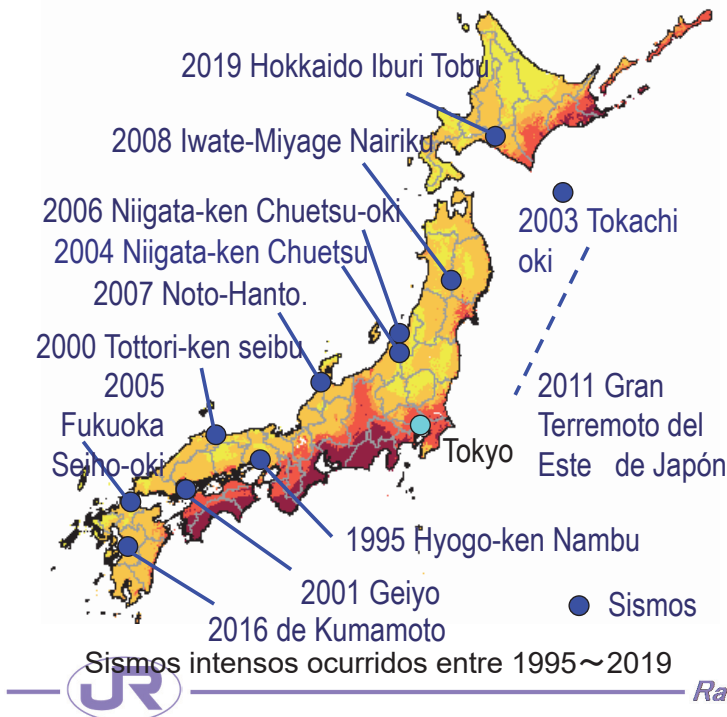 2019 Hokkaido Iburi Tobu
2008 Iwate-Miyage Nairiku
2006 Niigata-ken Chuetsu-oki
2003 Tokachi
oki
2004 Niigata-ken Chuetsu
2007 Noto-Hanto.
2000 Tottori-ken seibu
2005
Fukuoka
Seiho-oki
2011 Gran
Terremoto del
Este de Japón
Tokyo
1995 Hyogo-ken Nambu
2001 Geiyo
2016 de Kumamoto
Sismos
Sismos intensos ocurridos entre 1995～2019
JR
Ra